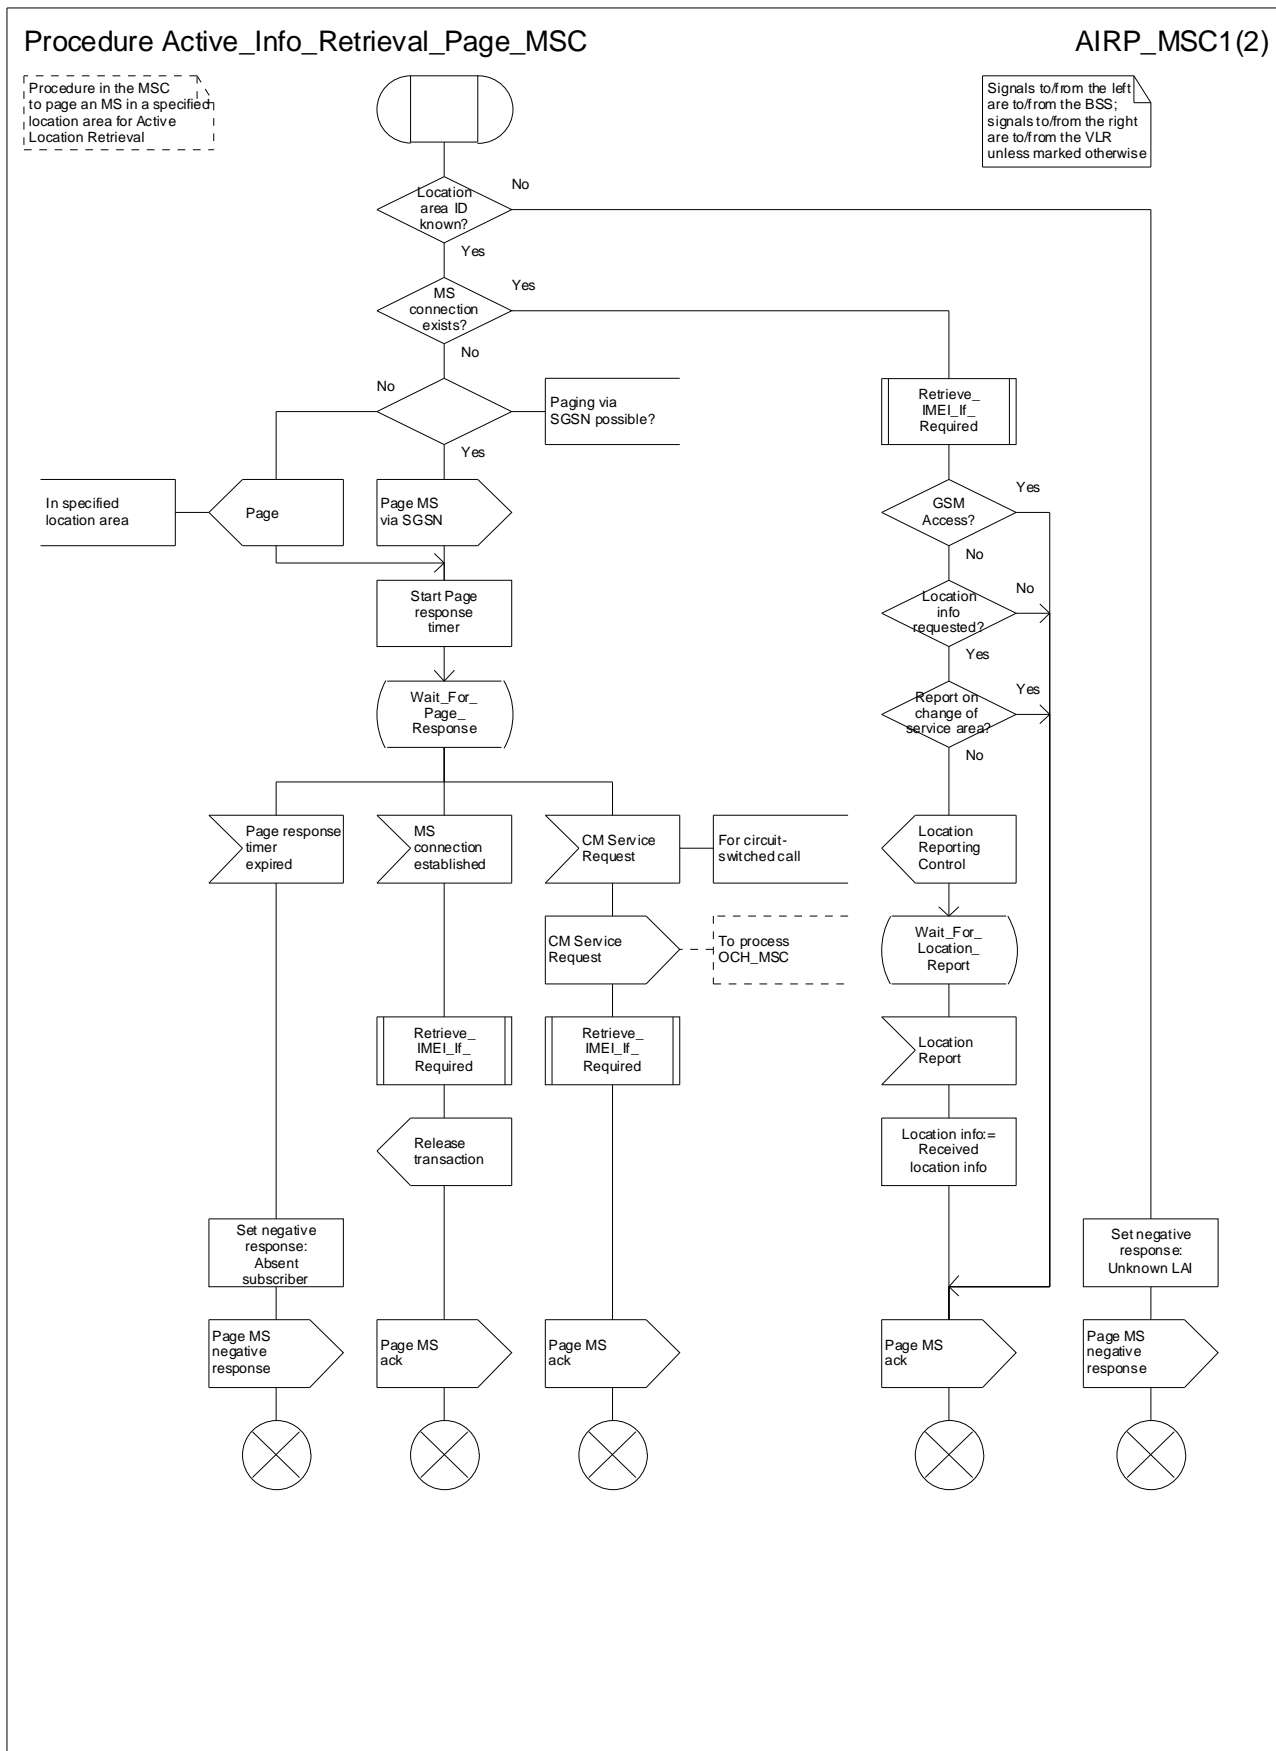 Procedure Active_Info_Retrieval_Page_MSC
AIRP_MSC1(2)
Procedure in the MSC
to page an MS in a specified
location area for Active
Location Retrieval
Signals to/from the left
are to/from the BSS;
signals to/from the right
are to/from the VLR
unless marked otherwise
Location
area ID
known?
No
Yes
MS
connection
exists?
Yes
No
No
Paging via
SGSN possible?
Yes
Retrieve_
IMEI_If_
Required
In specified
location area
Page
Page MS
via SGSN
GSM
Access?
Yes
No
Start Page
response
timer
Location
info
requested?
No
Yes
Wait_For_
Page_
Response
Report on
change of
service area?
Yes
No
Page response
timer
expired
MS
connection
established
CM Service
Request
For circuit-
switched call
Location
Reporting
Control
CM Service
Request
To process
OCH_MSC
Wait_For_
Location_
Report
Retrieve_
IMEI_If_
Required
Retrieve_
IMEI_If_
Required
Location
Report
Release
transaction
Location info:=
Received
location info
Set negative
response:
Absent
subscriber
Set negative
response:
Unknown LAI
Page MS
negative
response
Page MS
ack
Page MS
ack
Page MS
ack
Page MS
negative
response